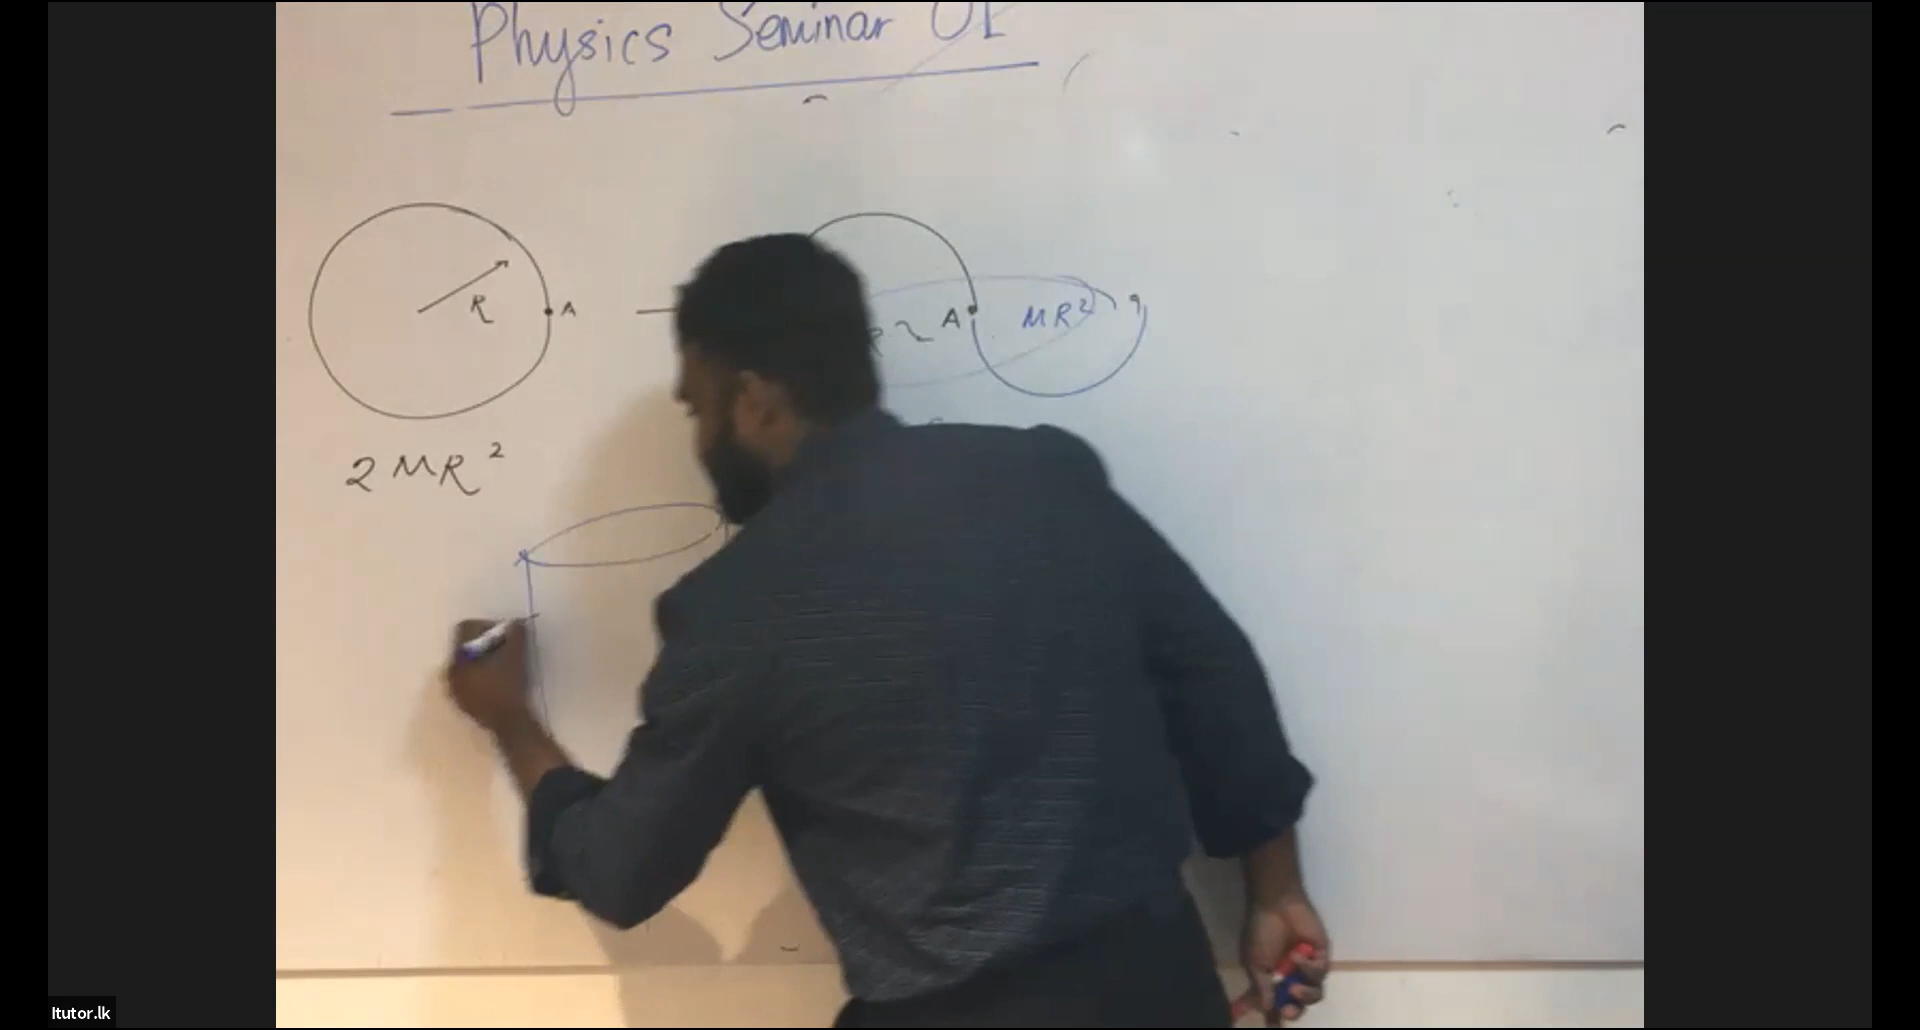 Physics Seminar 01
R
A
A
MR²
2MR²
Itutor.lk